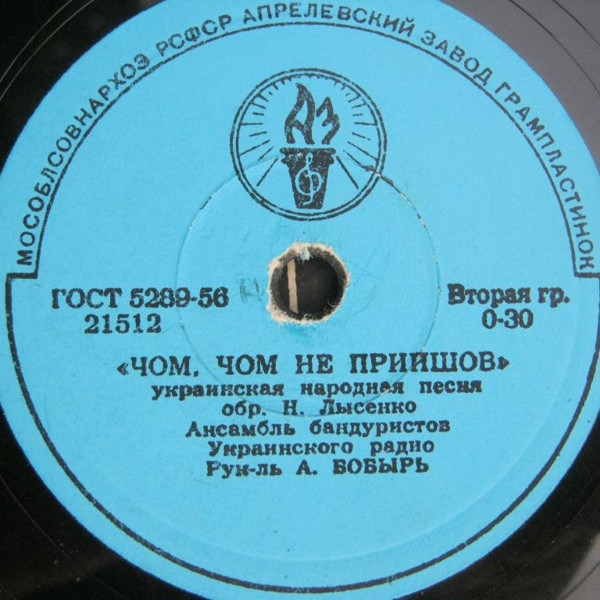 МОСОБЛСОВНАРХОЗ РСФСР АПРЕЛЕВСКИЙ ЗАВОД ГРАМПЛАСТИНОК
АЗ
ГОСТ 5289-56
21512
Вторая гр.
0-30
«ЧОМ, ЧОМ НЕ ПРИЙШОВ»
украинская народная песня
обр. Н. Лысенко
Ансамбль бандуристов
Украинского радио
Рук-ль А. БОБЫРЬ